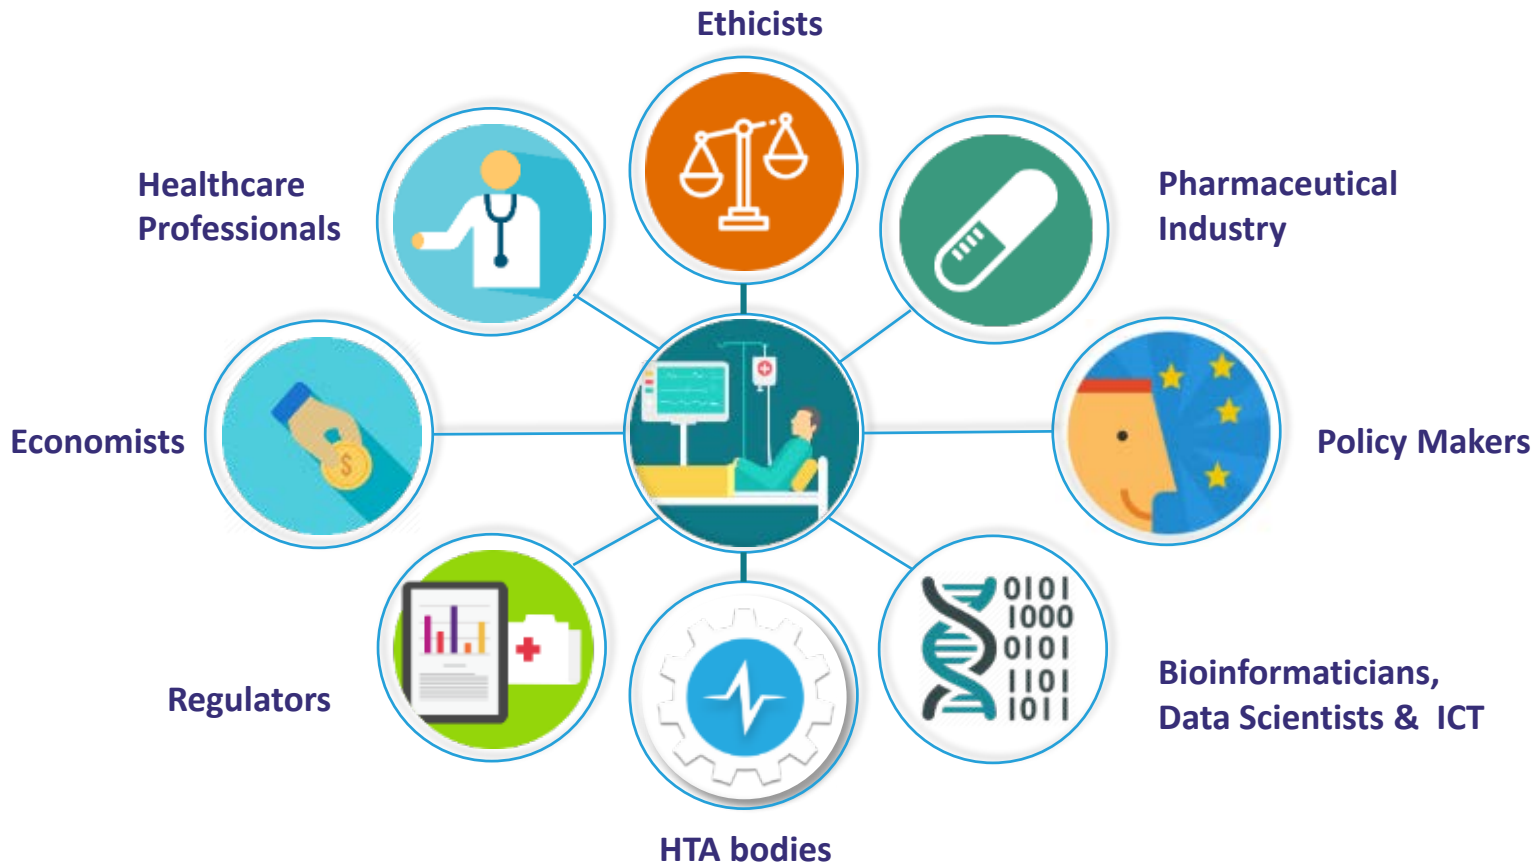 Ethicists
Healthcare
Professionals
Pharmaceutical
Industry
Economists
$
Policy Makers
Regulators
0101
1000
0101
1101
1011
Bioinformaticians,
Data Scientists & ICT
HTA bodies